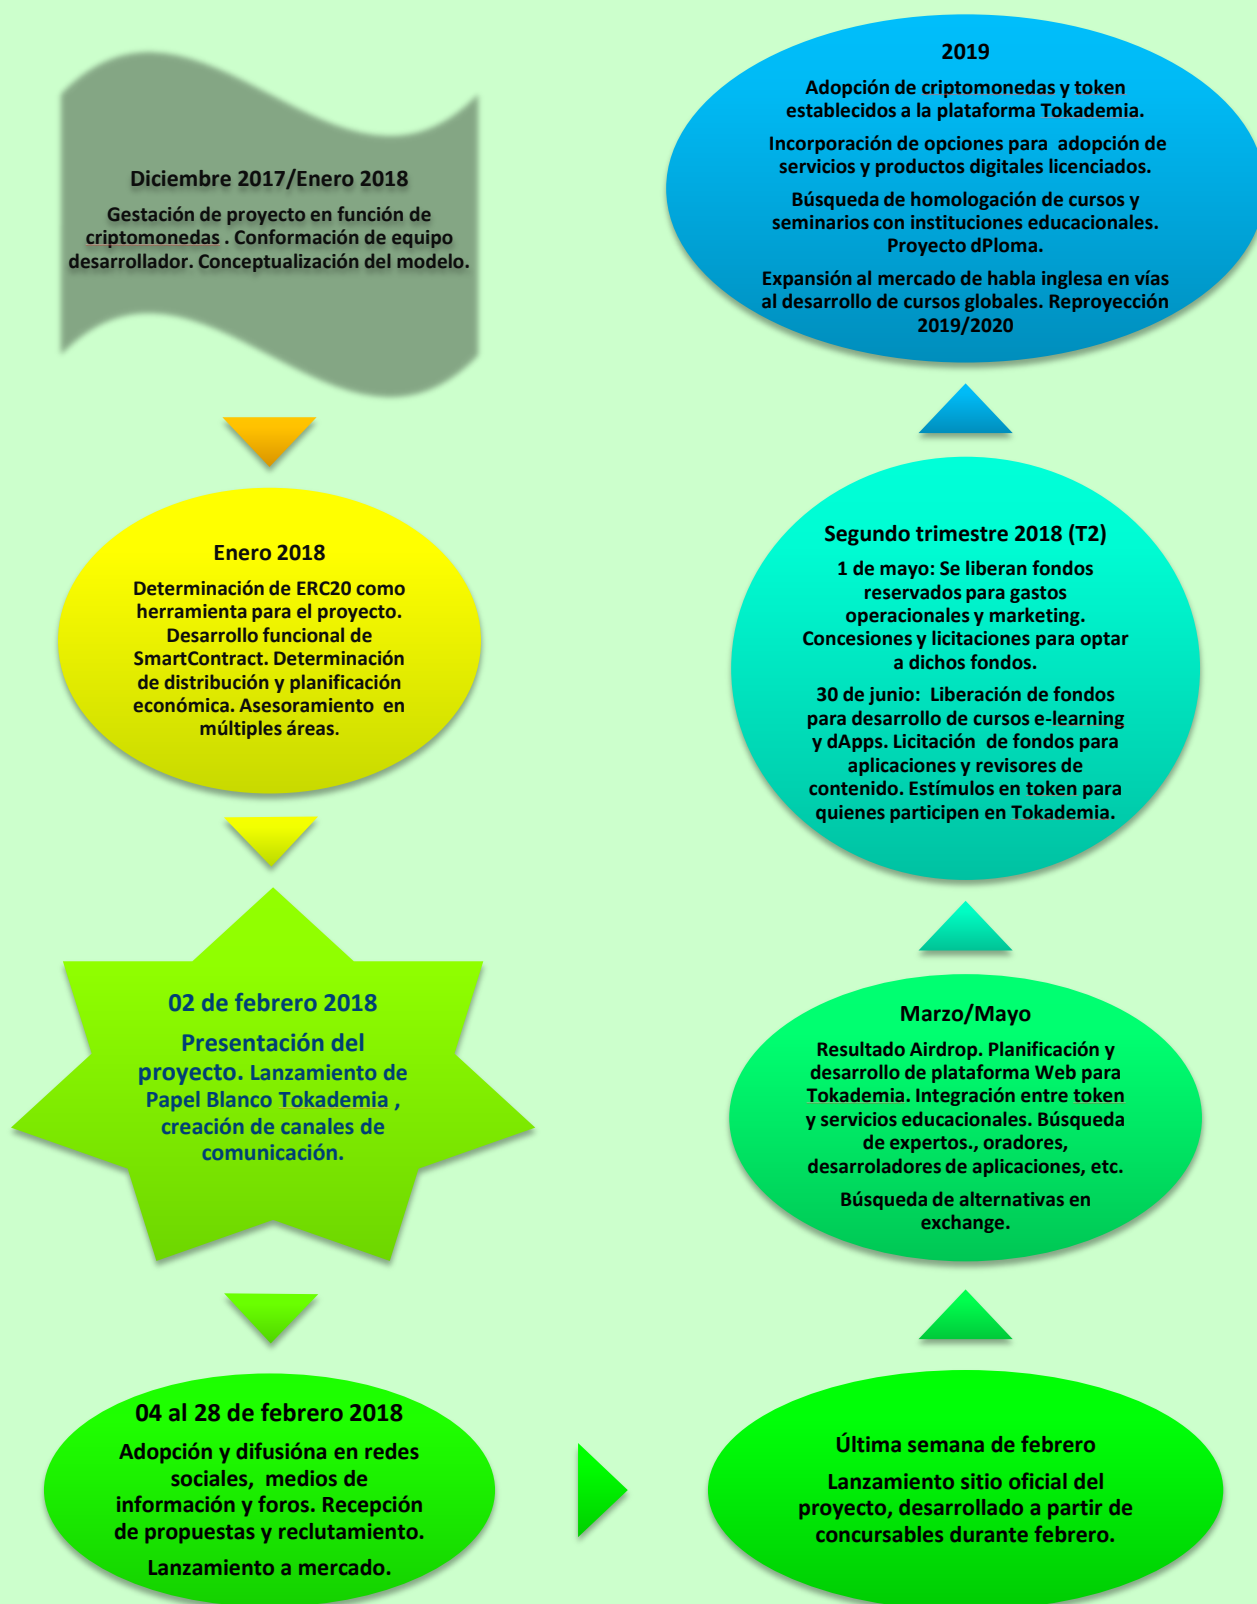 Diciembre 2017/Enero 2018
Gestación de proyecto en función de
criptomonedas . Conformación de equipo
desarrollador. Conceptualización del modelo.
Enero 2018
Determinación de ERC20 como
herramienta para el proyecto.
Desarrollo funcional de
SmartContract. Determinación
de distribución y planificación
económica. Asesoramiento en
múltiples áreas.
02 de febrero 2018
Presentación del
proyecto. Lanzamiento de
Papel Blanco Tokademia ,
creación de canales de
comunicación.
04 al 28 de febrero 2018
Adopción y difusióna en redes
sociales, medios de
información y foros. Recepción
de propuestas y reclutamiento.
Lanzamiento a mercado.
Última semana de febrero
Lanzamiento sitio oficial del
proyecto, desarrollado a partir de
concursables durante febrero.
Marzo/Mayo
Resultado Airdrop. Planificación y
desarrollo de plataforma Web para
Tokademia. Integración entre token
y servicios educacionales. Búsqueda
de expertos., oradores,
desarroladores de aplicaciones, etc.
Búsqueda de alternativas en
exchange.
Segundo trimestre 2018 (T2)
1 de mayo: Se liberan fondos
reservados para gastos
operacionales y marketing.
Concesiones y licitaciones para optar
a dichos fondos.
30 de junio: Liberación de fondos
para desarrollo de cursos e-learning
y dApps. Licitación de fondos para
aplicaciones y revisores de
contenido. Estímulos en token para
quienes participen en Tokademia.
2019
Adopción de criptomonedas y token
establecidos a la plataforma Tokademia.
Incorporación de opciones para adopción de
servicios y productos digitales licenciados.
Búsqueda de homologación de cursos y
seminarios con instituciones educacionales.
Proyecto dPloma.
Expansión al mercado de habla inglesa en vías
al desarrollo de cursos globales. Reproyección
2019/2020